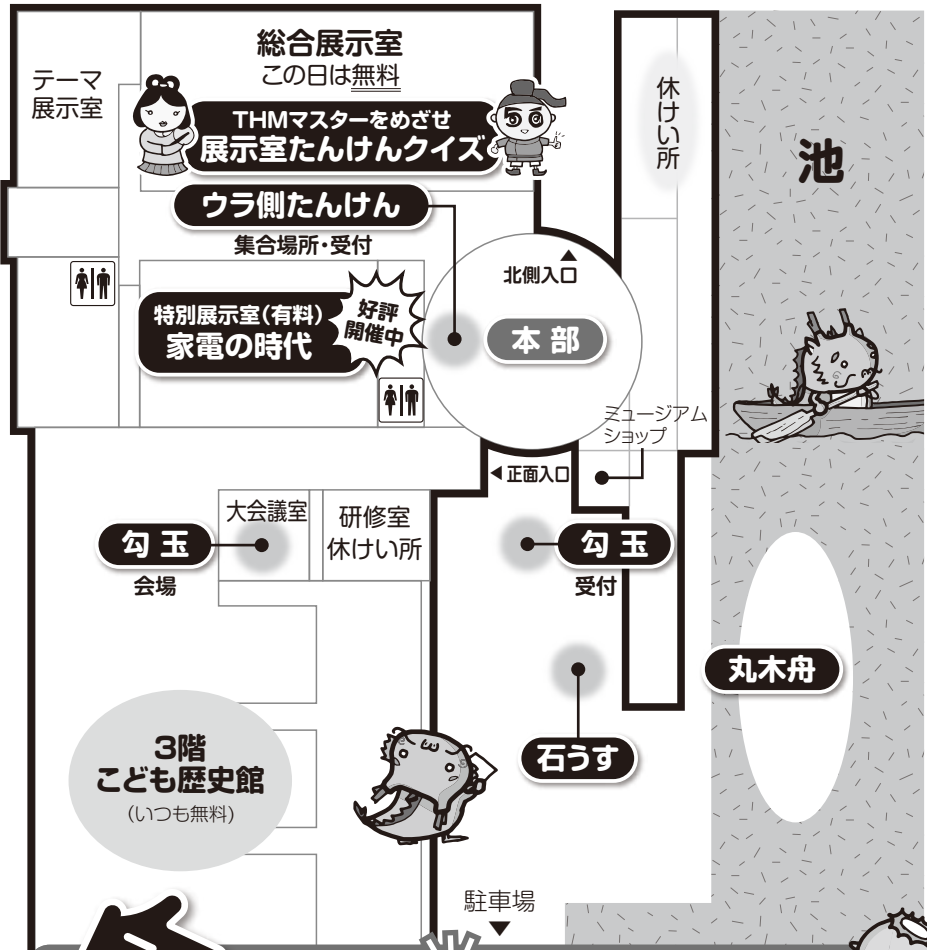 総合展示室
この日は無料
テーマ
展示室
THMマスターをめざせ
展示室たんけんクイズ
休けい所
池
ウラ側たんけん
集合場所・受付
北側入口
特別展示室(有料)
家電の時代
好評
開催中
本部
ミュージアム
ショップ
正面入口
大会議室
研修室
休けい所
勾玉
会場
勾玉
受付
丸木舟
石うす
3階
こども歴史館
(いつも無料)
駐車場